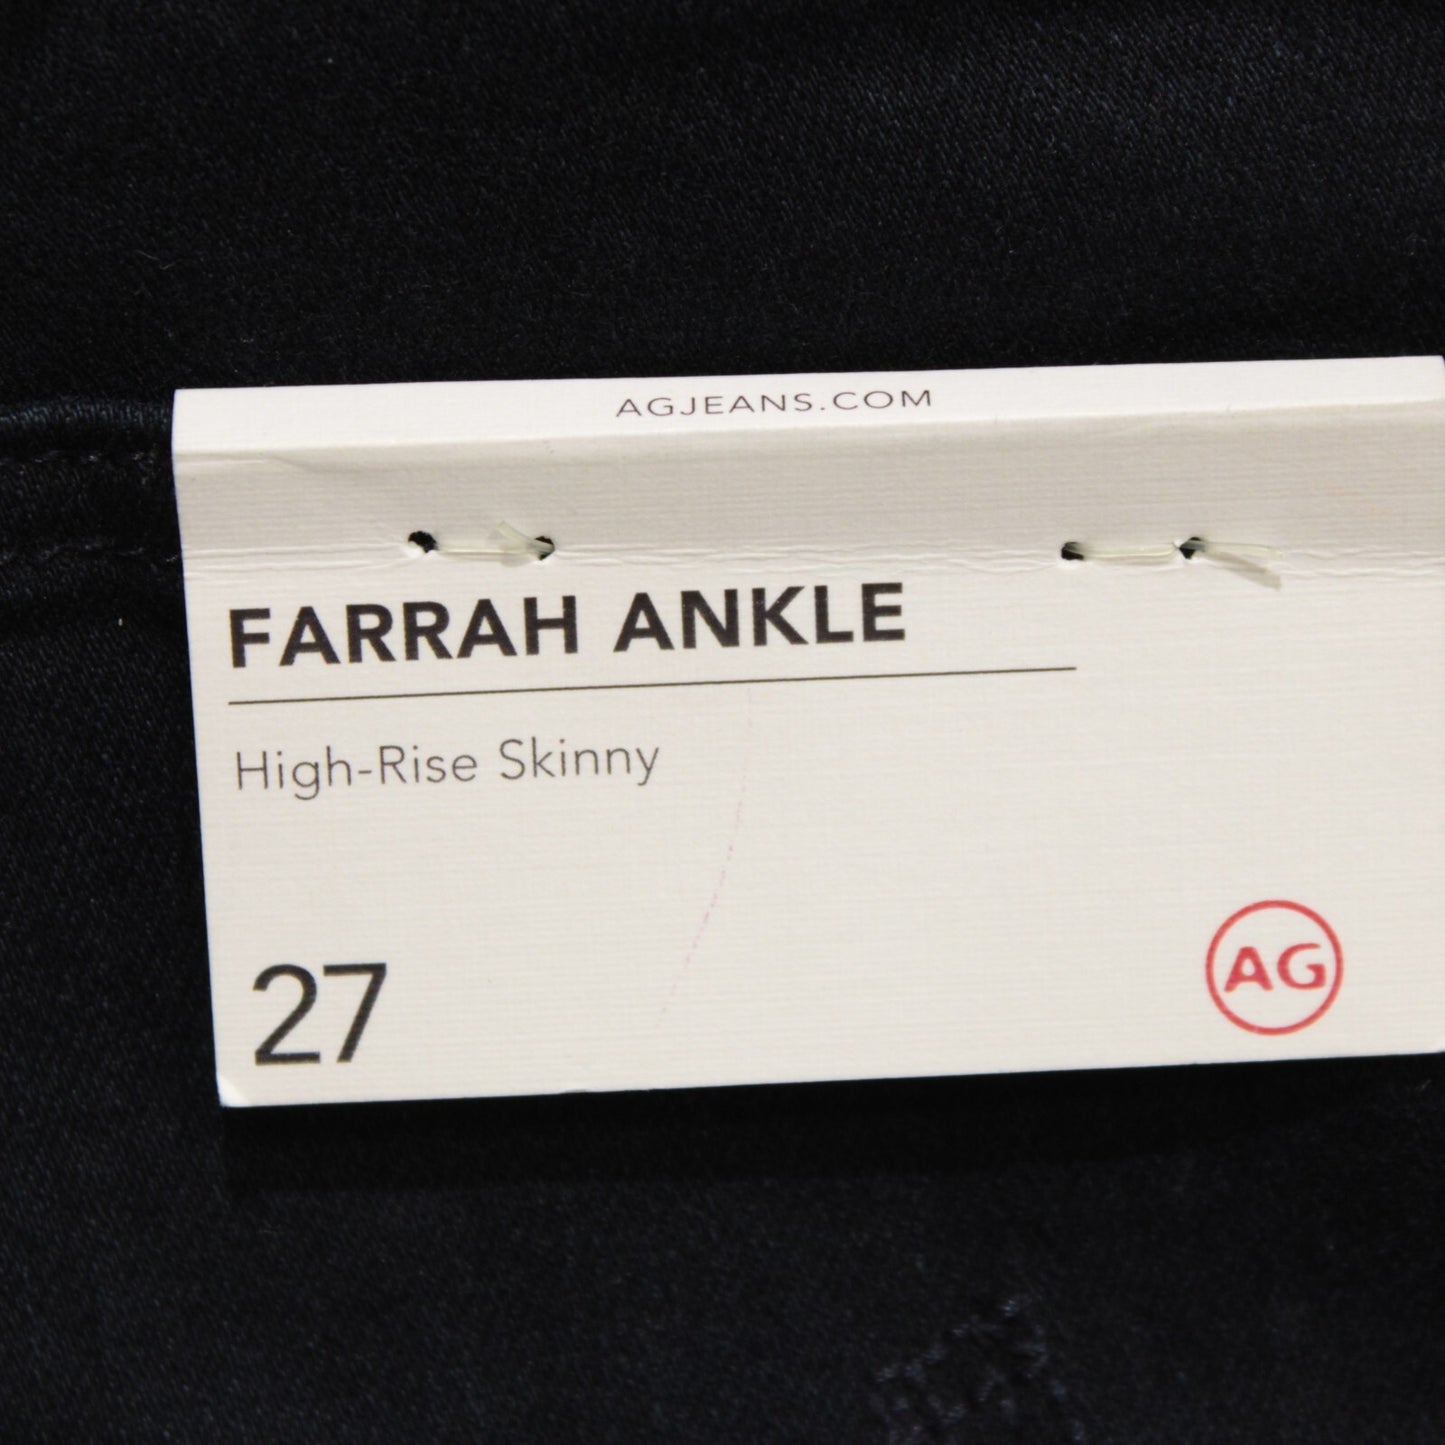 AGJEANS.COM
FARRAH ANKLE
High-Rise Skinny
27
AG